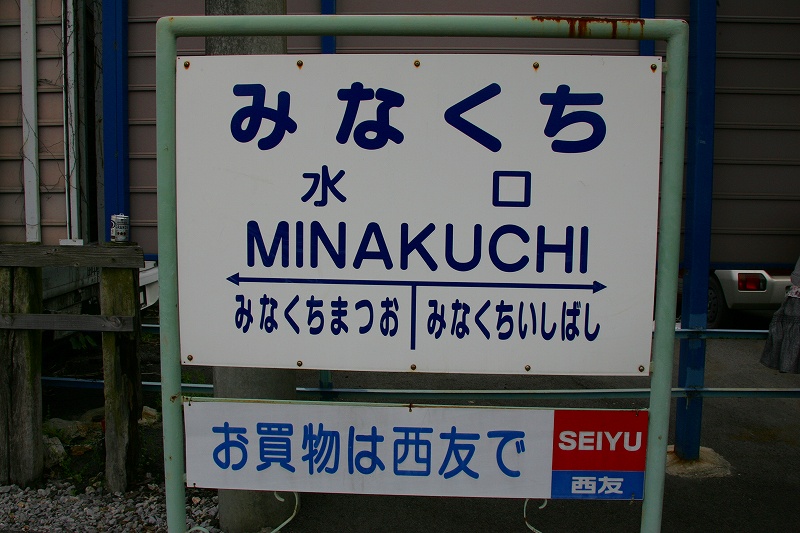 みなくち
水口
MINAKUCHI
みなくちまつお みなくちいしばし
お買物は西友で SEIYU
西友